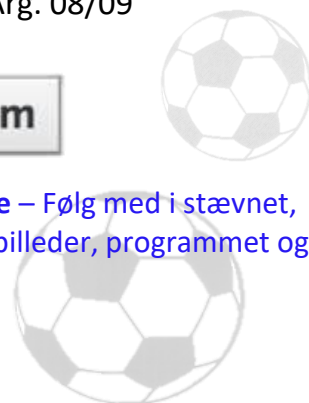 Årg. 08/09
m
e – Følg med i stævnet,
billeder, programmet og